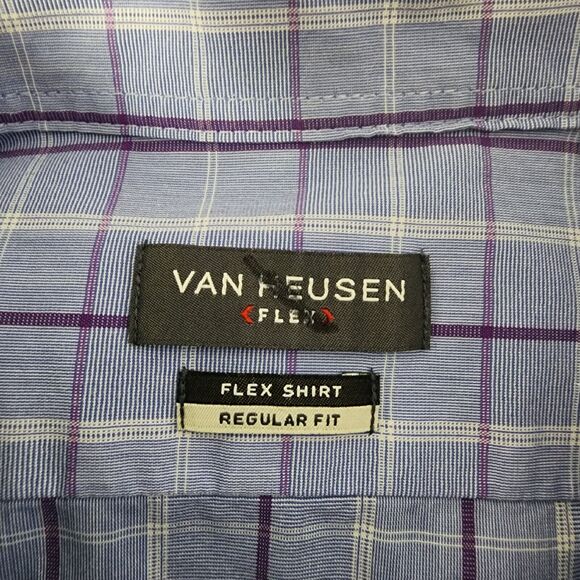 VAN HEUSEN
FLEX
FLEX SHIRT
REGULAR FIT